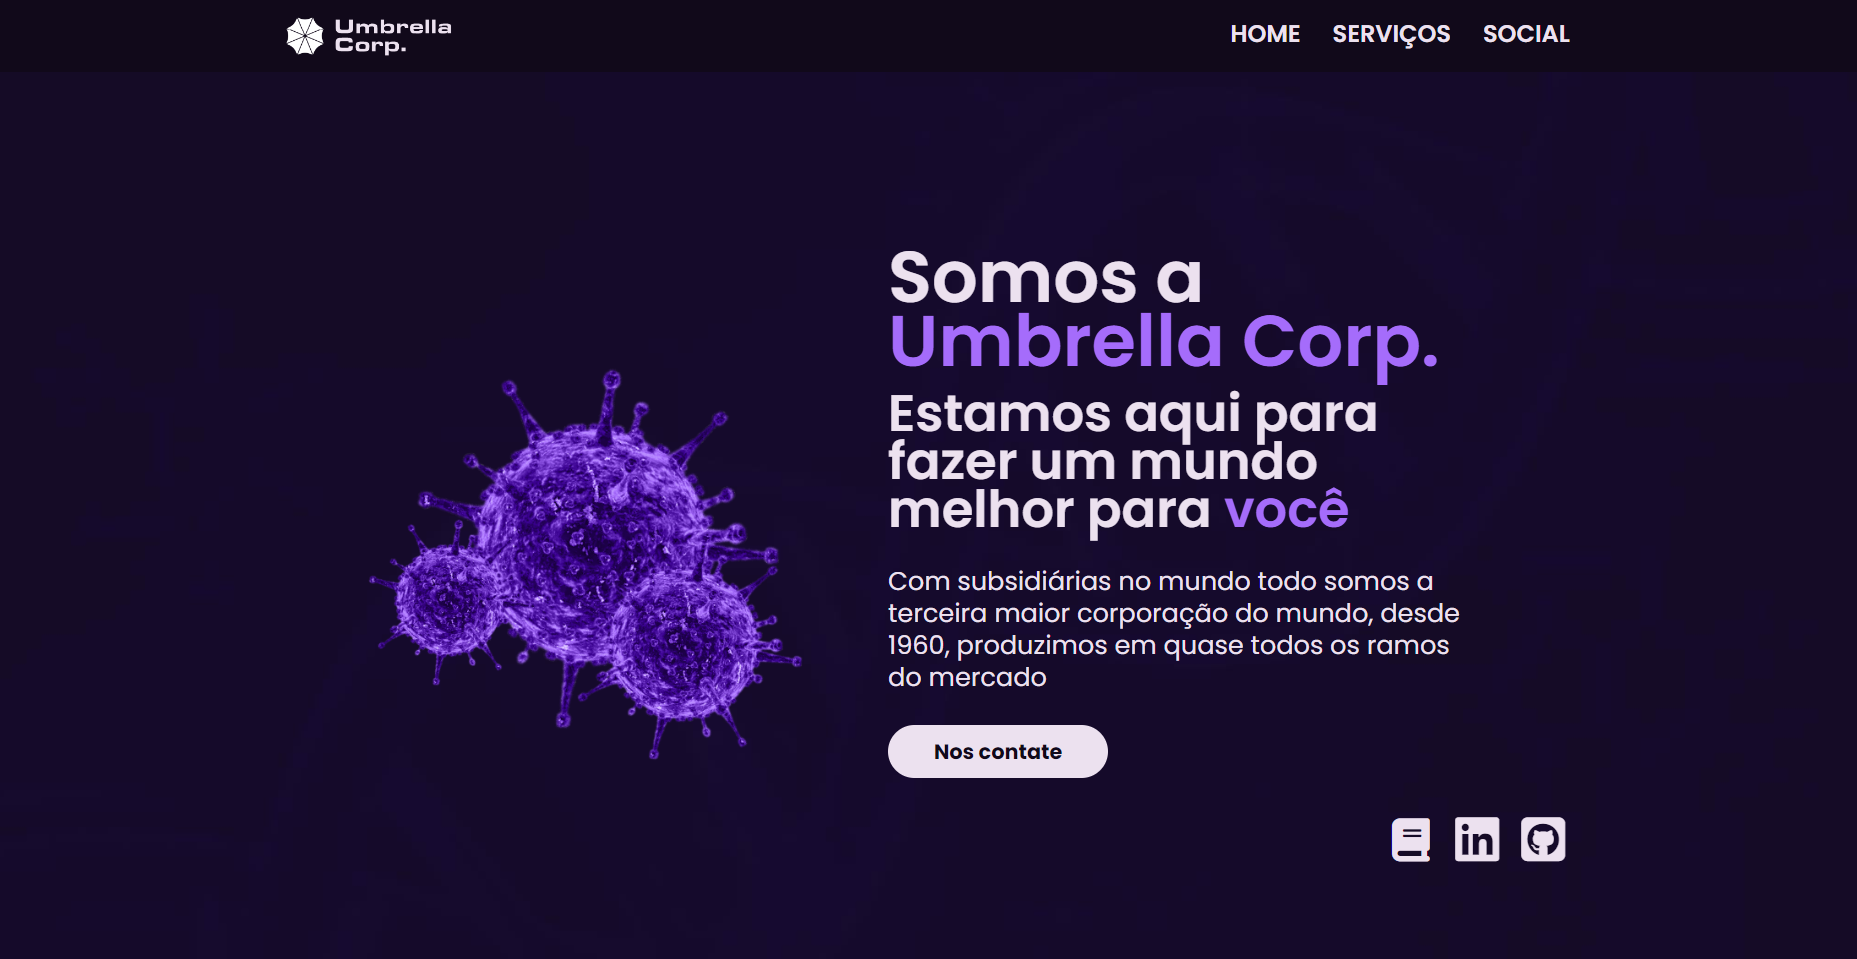 Umbrella
Corp.
HOME SERVIÇOS SOCIAL
Somos a
Umbrella Corp.
Estamos aqui para
fazer um mundo
melhor para você
Com subsidiárias no mundo todo somos a
terceira maior corporação do mundo, desde
1960, produzimos em quase todos os ramos
do mercado
Nos contate
in